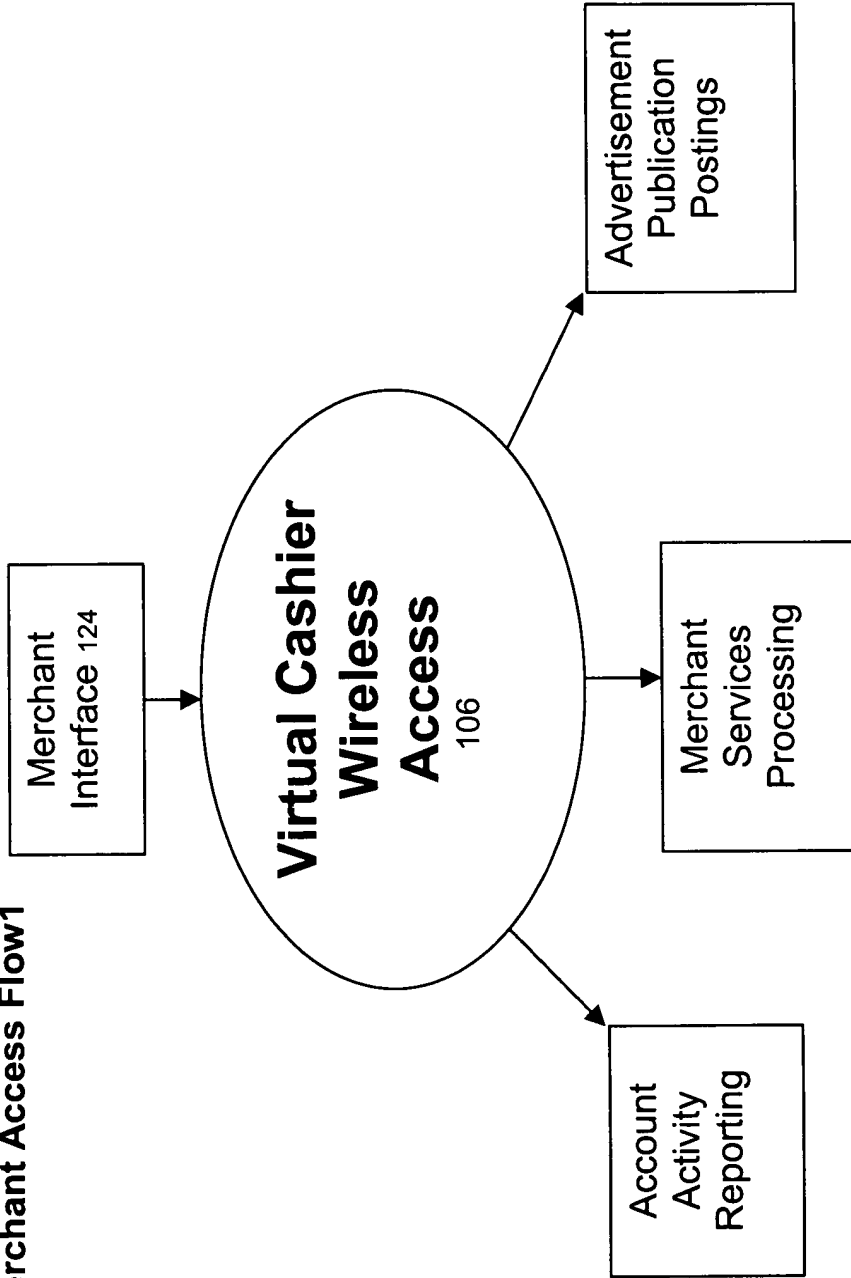 rchant Access Flow1
Merchant
Interface 124
Virtual Cashier
Wireless
Access
106
Account
Activity
Reporting
Merchant
Services
Processing
Advertisement
Publication
Postings